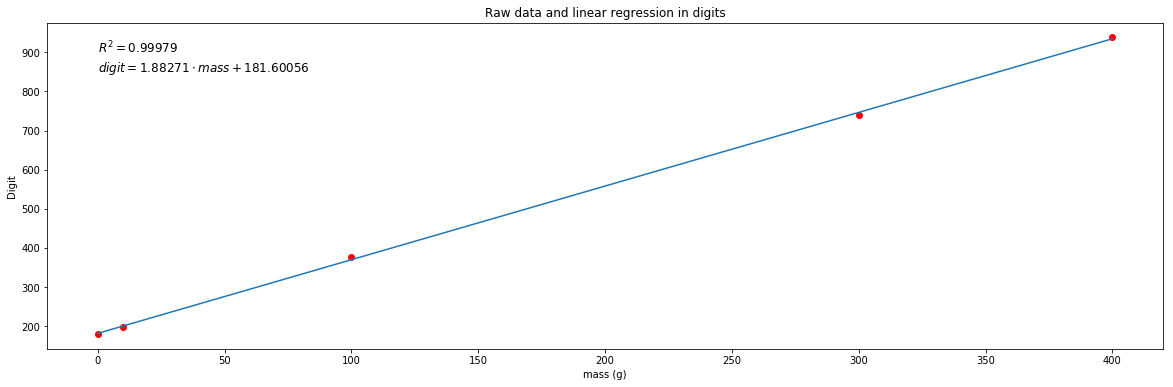 Raw data and linear regression in digits
R² = 0.99979
digit = 1.88271 · mass + 181.60056
900
800
700
600
500
400
300
200
Digit
0 50 100 150 200 250 300 350 400
mass (g)